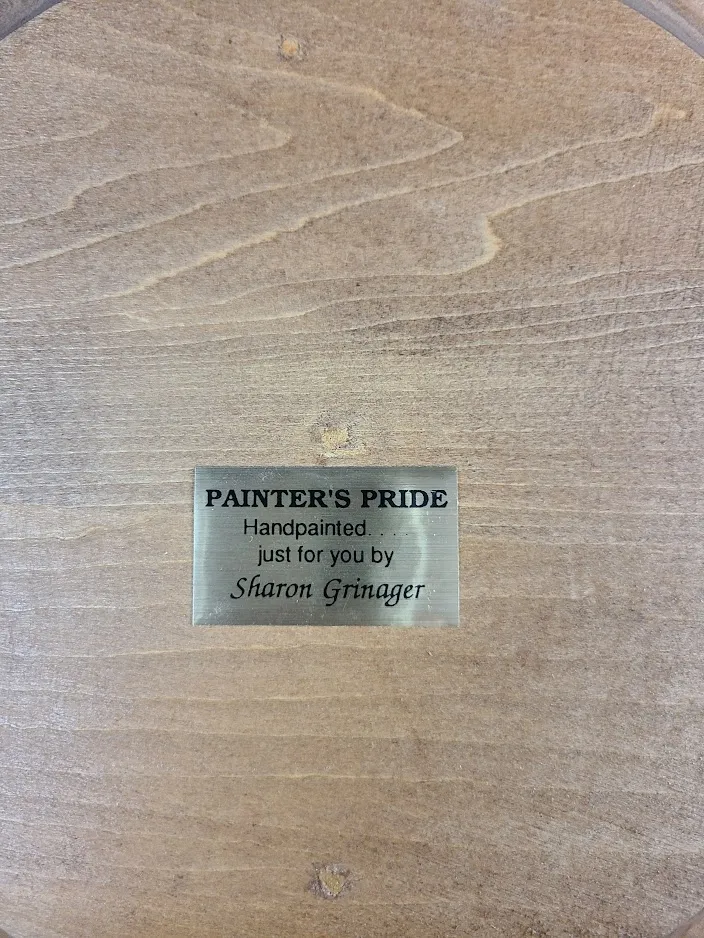 PAINTER'S PRIDE
Handpainted. . . .
just for you by
Sharon Grinager